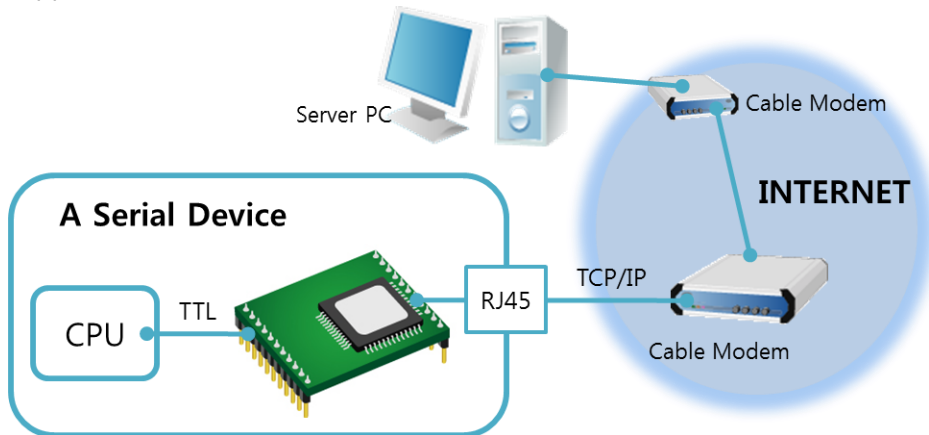 Server PC
Cable Modem
INTERNET
A Serial Device
TCP/IP
RJ45
TTL
CPU
Cable Modem